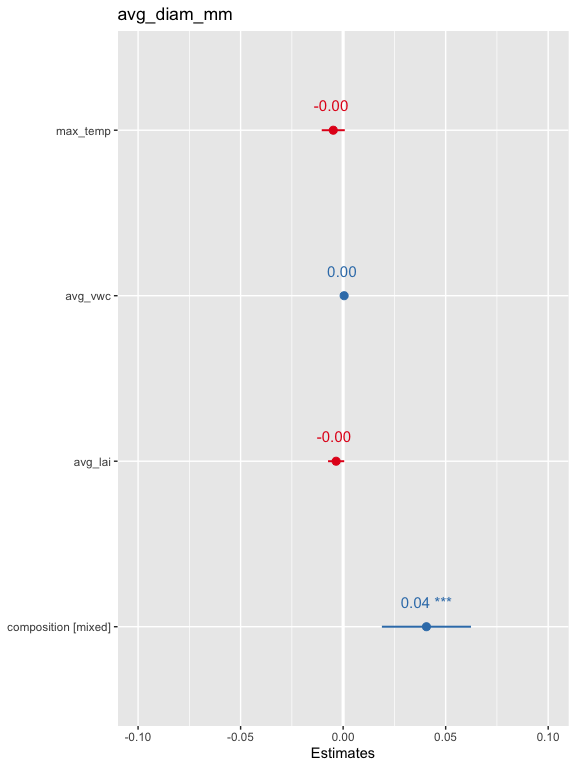 avg_diam_mm
-0.00
max_temp
0.00
avg_vwc
-0.00
avg_lai
0.04 ***
composition [mixed]
-0.10 -0.05 0.00 0.05 0.10
Estimates